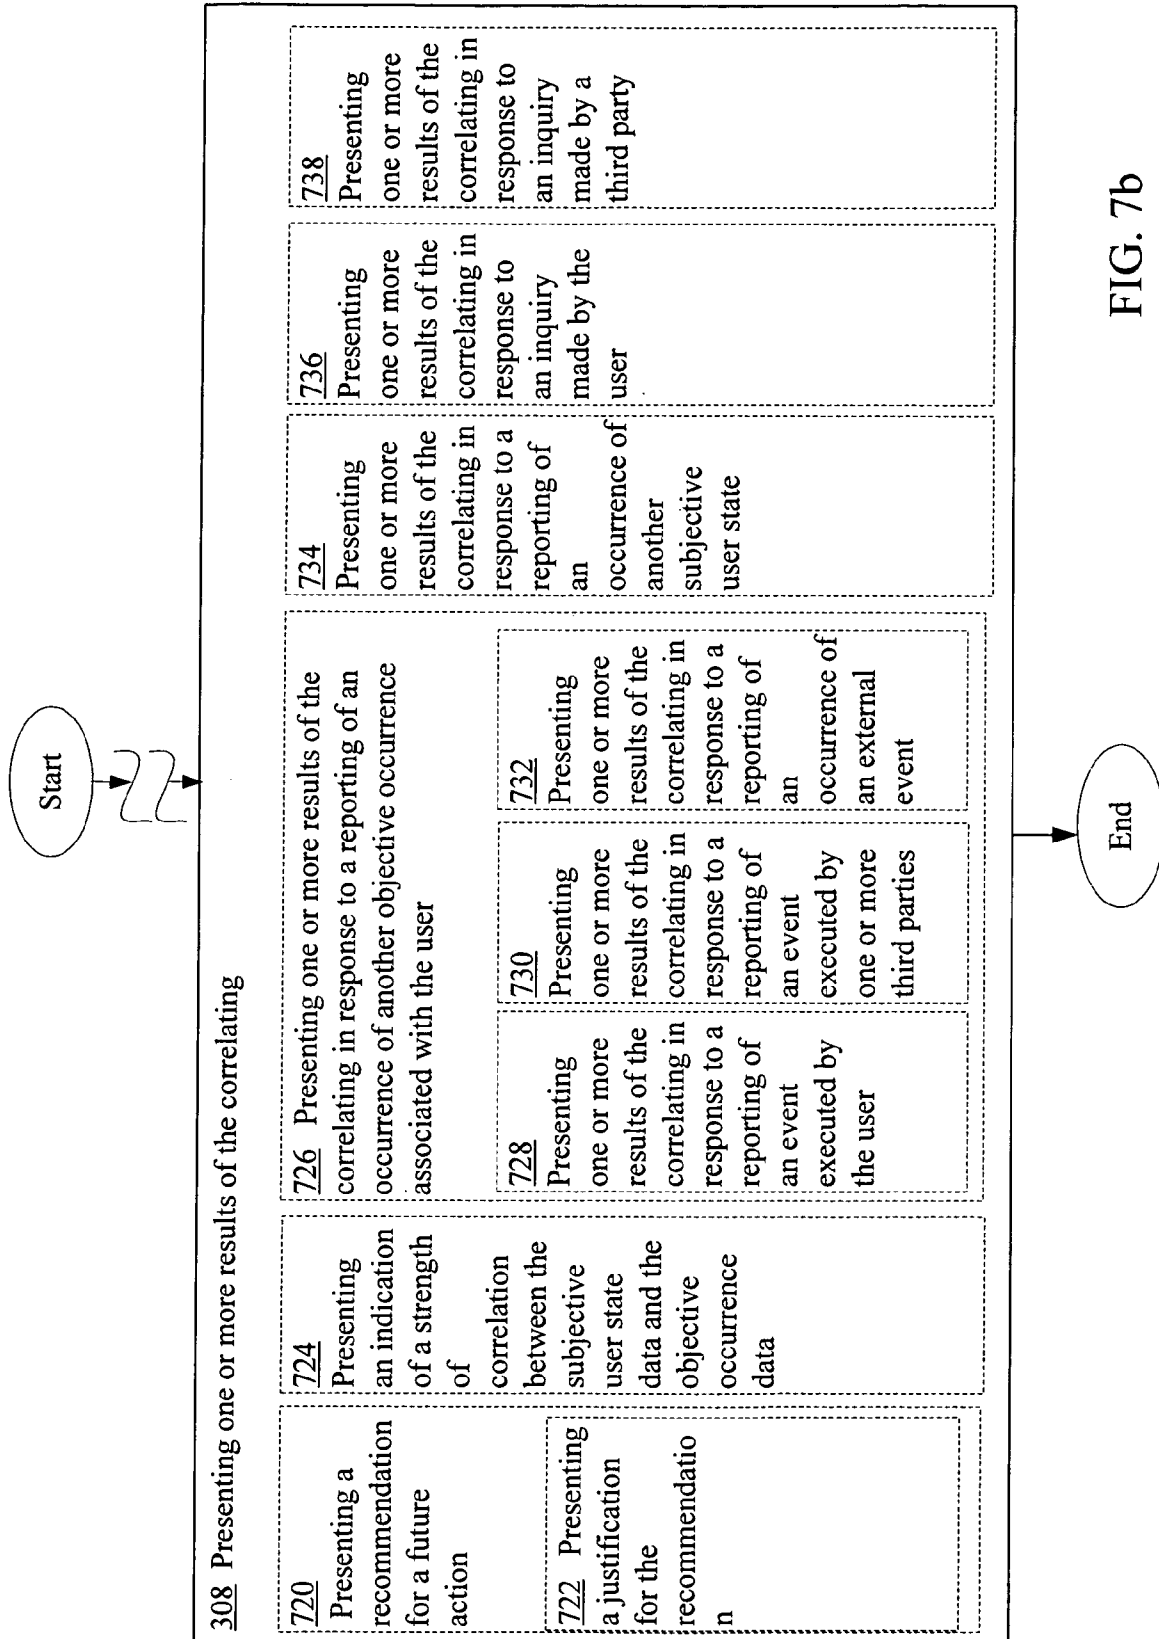 Start
308 Presenting one or more results of the correlating
720
Presenting a
recommendation
for a future
action
722 Presenting
a justification
for the
recommendatio
n
724
Presenting
an indication
of a strength
of
correlation
between the
subjective
user state
data and the
objective
occurrence
data
726 Presenting one or more results of the
correlating in response to a reporting of an
occurrence of another objective occurrence
associated with the user
728
Presenting
one or more
results of the
correlating in
response to a
reporting of
an event
executed by
the user
730
Presenting
one or more
results of the
correlating in
response to a
reporting of
an event
executed by
one or more
third parties
732
Presenting
one or more
results of the
correlating in
response to a
reporting of
an
occurrence of
an external
event
734
Presenting
one or more
results of the
correlating in
response to a
reporting of
an
occurrence of
another
subjective
user state
736
Presenting
one or more
results of the
correlating in
response to
an inquiry
made by the
user
738
Presenting
one or more
results of the
correlating in
response to
an inquiry
made by a
third party
End
FIG. 7b